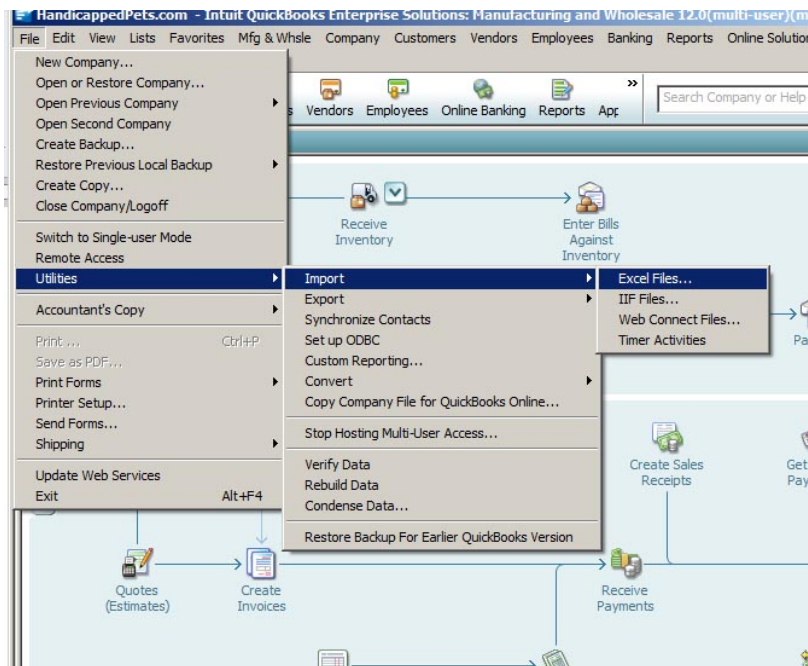 HandicappedPets.com - Intuit QuickBooks Enterprise Solutions: Manufacturing and Wholesale 12.0(multi-user)(m
File Edit View Lists Favorites Mfg & Whsle Company Customers Vendors Employees Banking Reports Online Solution
New Company...
Open or Restore Company...
Open Previous Company
Open Second Company
Create Backup...
Restore Previous Local Backup
Create Copy...
Close Company/Logoff
Switch to Single-user Mode
Remote Access
Utilities
Accountant's Copy
Print ... Ctrl+P
Save as PDF...
Print Forms
Printer Setup...
Send Forms...
Shipping
Update Web Services
Exit Alt+F4
s Vendors Employees Online Banking Reports App »
Search Company or Help
Receive
Inventory
Enter Bills
Against
Inventory
Import
Export
Synchronize Contacts
Set up ODBC
Custom Reporting...
Convert
Copy Company File for QuickBooks Online...
Stop Hosting Multi-User Access...
Verify Data
Rebuild Data
Condense Data...
Restore Backup For Earlier QuickBooks Version
Excel Files...
IIF Files...
Web Connect Files...
Timer Activities
Pa
Create Sales
Receipts
Get
Pay
Quotes
(Estimates)
Create
Invoices
Receive
Payments